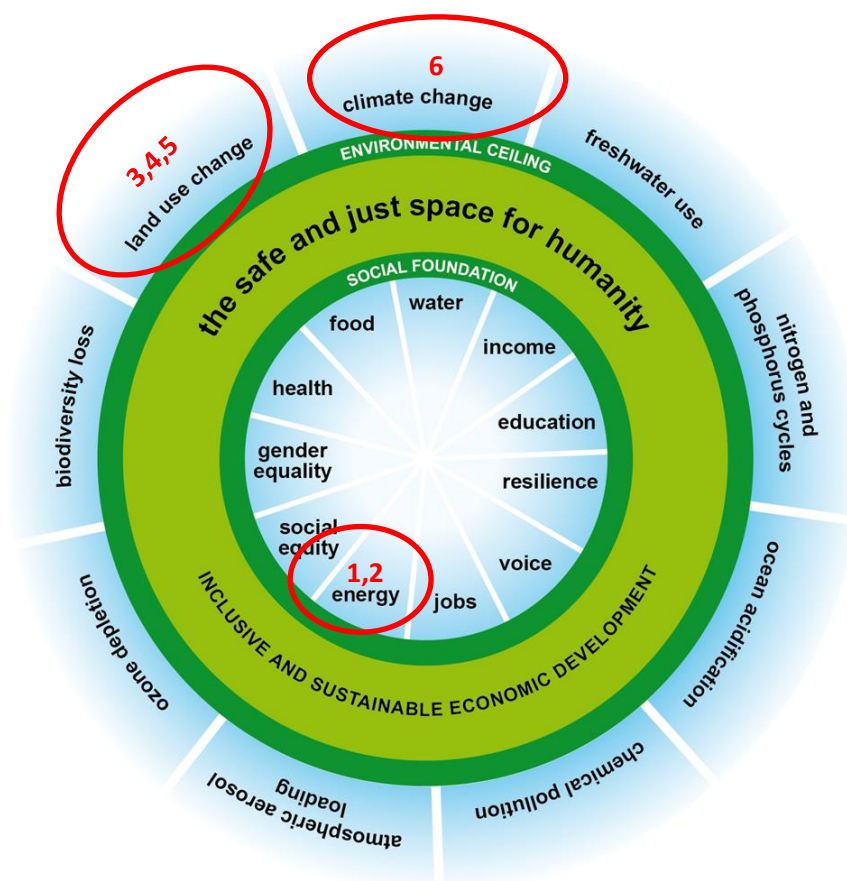 6
climate change
3,4,5
land use change
freshwater use
nitrogen and
phosphorus cycles
ocean acidification
chemical pollution
atmospheric aerosol
loading
ozone depletion
biodiversity loss
ENVIRONMENTAL CEILING
the safe and just space for humanity
SOCIAL FOUNDATION
water
income
education
resilience
voice
jobs
1,2
energy
social
equity
gender
equality
health
food
INCLUSIVE AND SUSTAINABLE ECONOMIC DEVELOPMENT